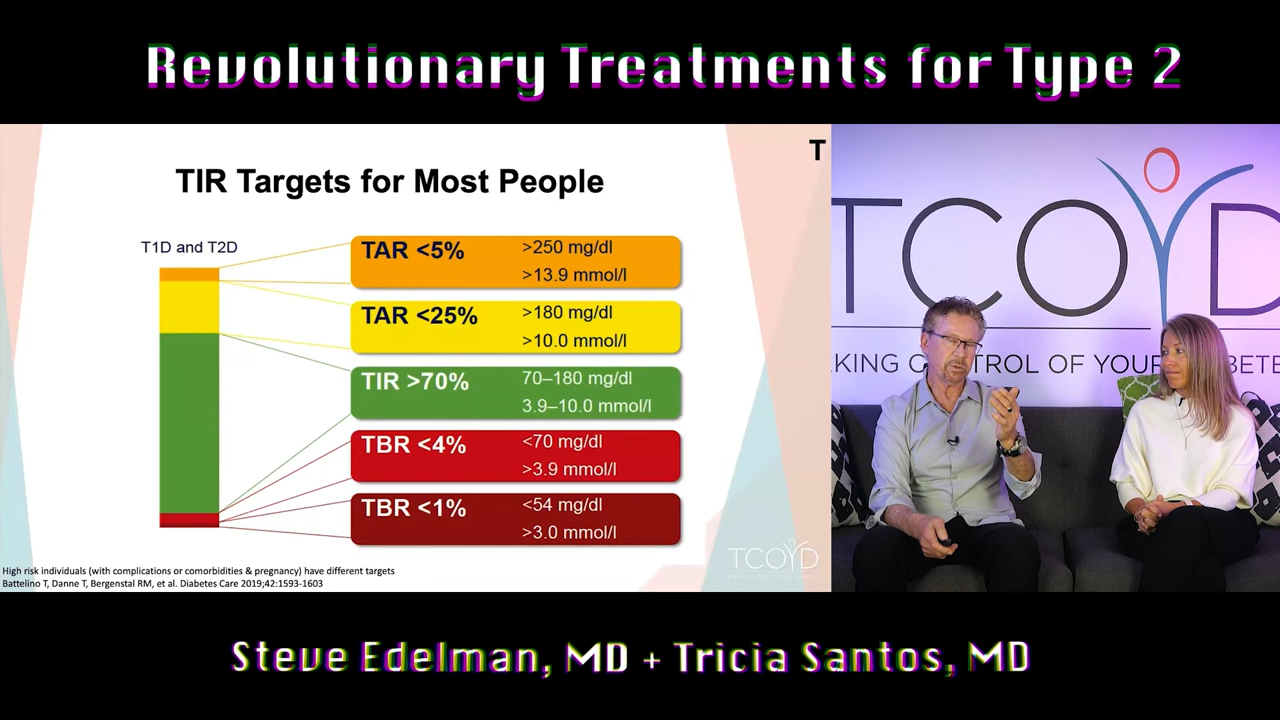 Revolutionary Treatments for Type 2
T
TIR Targets for Most People
T1D and T2D
TAR <5%
>250 mg/dl
>13.9 mmol/l
TAR <25%
>180 mg/dl
>10.0 mmol/l
TIR >70%
70–180 mg/dl
3.9–10.0 mmol/l
TBR <4%
<70 mg/dl
>3.9 mmol/l
TBR <1%
<54 mg/dl
>3.0 mmol/l
High risk individuals (with complications or comorbidities & pregnancy) have different targets
Battelino T, Danne T, Bergenstal RM, et al. Diabetes Care 2019;42:1593-1603
TCOYD
TCOYD
OF YOUR
Steve Edelman, MD + Tricia Santos, MD